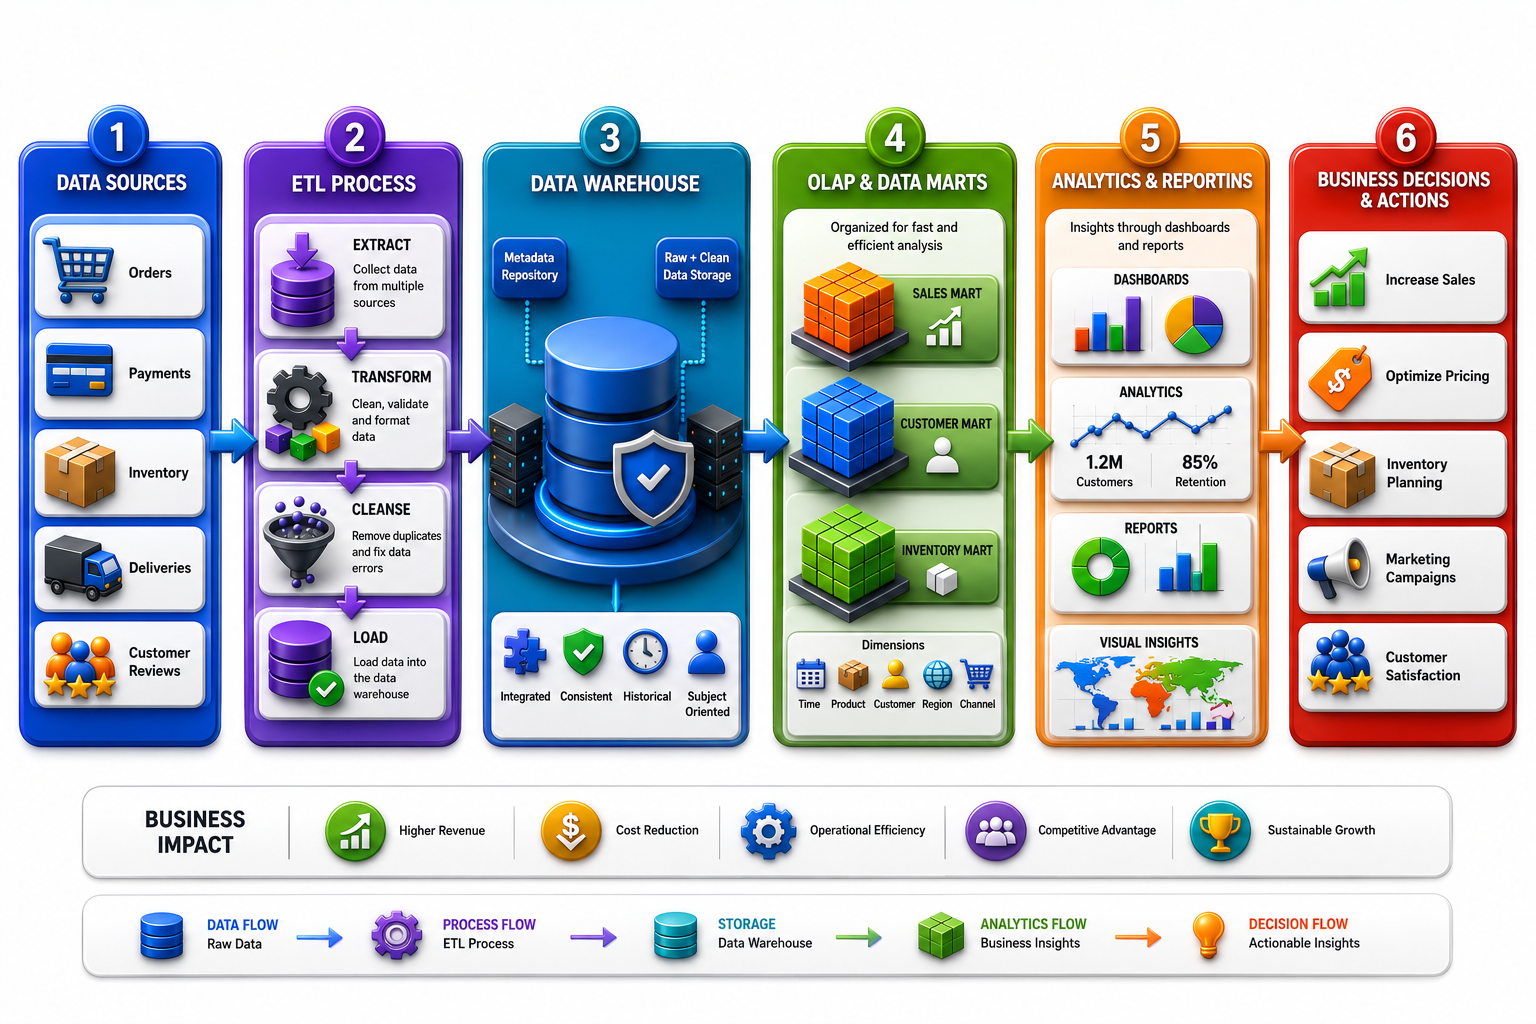 1
DATA SOURCES
Orders
Payments
Inventory
Deliveries
Customer
Reviews
2
ETL PROCESS
EXTRACT
Collect data
from multiple
sources
TRANSFORM
Clean, validate
and format
data
CLEANSE
Remove duplicates
and fix data
errors
LOAD
Load data into
the data
warehouse
3
DATA WAREHOUSE
Metadata
Repository
Raw + Clean
Data Storage
Integrated
Consistent
Historical
Subject
Oriented
4
OLAP & DATA MARTS
Organized for fast and
efficient analysis
SALES MART
CUSTOMER MART
INVENTORY MART
Dimensions
Time
Product
Customer
Region
Channel
5
ANALYTICS & REPORTINS
Insights through dashboards
and reports
DASHBOARDS
ANALYTICS
1.2M
Customers
85%
Retention
REPORTS
VISUAL INSIGHTS
6
BUSINESS DECISIONS
& ACTIONS
Increase Sales
$
Optimize Pricing
Inventory
Planning
Marketing
Campaigns
Customer
Satisfaction
BUSINESS
IMPACT
Higher Revenue
$
Cost Reduction
Operational Efficiency
Competitive Advantage
Sustainable Growth
DATA FLOW
Raw Data
PROCESS FLOW
ETL Process
STORAGE
Data Warehouse
ANALYTICS FLOW
Business Insights
DECISION FLOW
Actionable Insights